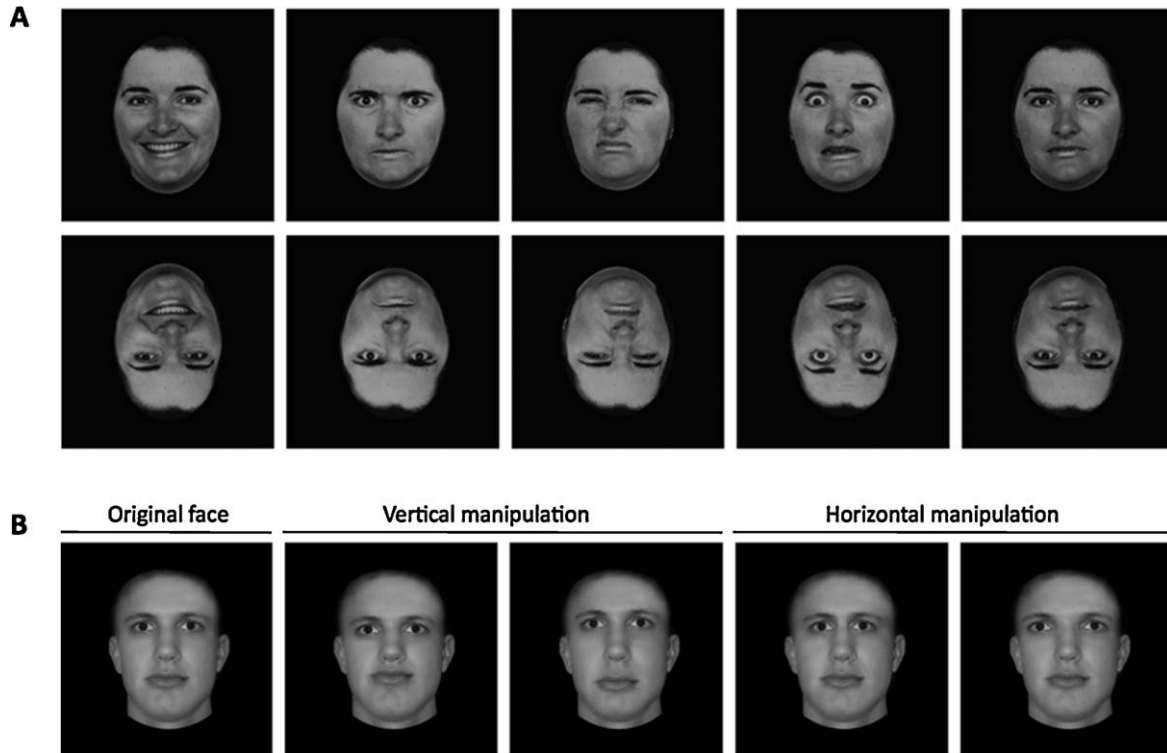 A
B
Original face
Vertical manipulation
Horizontal manipulation